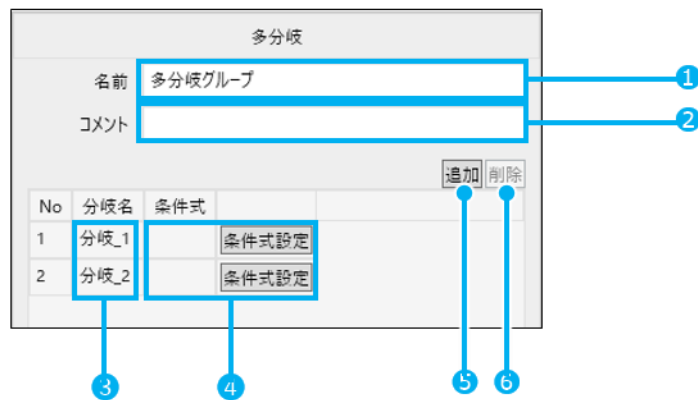 多分岐
名前 多分岐グループ 1
コメント 2
追加 削除
No 分岐名 条件式
1 分岐_1 条件式設定
2 分岐_2 条件式設定
3 4 5 6